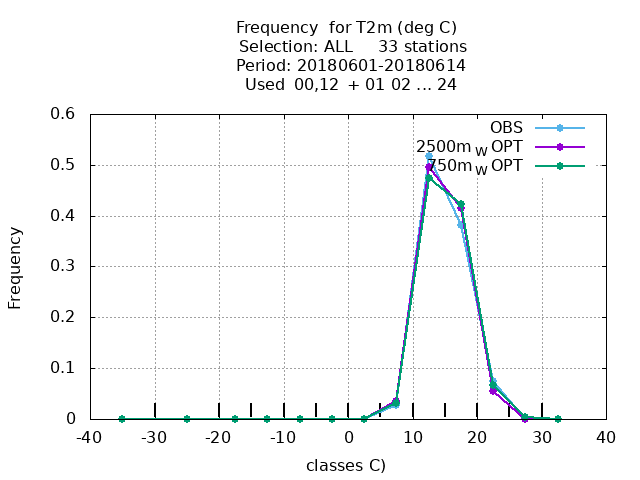 Frequency  for T2m (deg C)
Selection: ALL     33 stations
Period: 20180601-20180614
Used  00,12  + 01 02 ... 24
OBS
2500m W OPT
750m W OPT
Frequency
0.6
0.5
0.4
0.3
0.2
0.1
0
-40 -30 -20 -10 0 10 20 30 40
classes C)